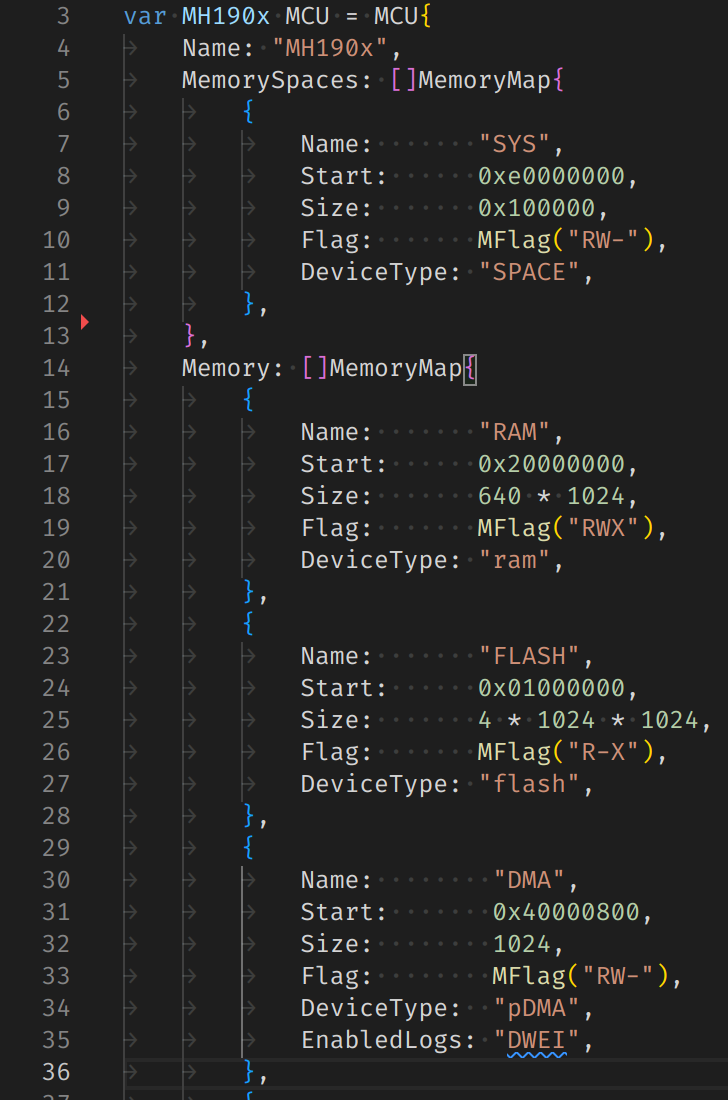 3 var MH190x MCU = MCU{
4 Name: "MH190x",
5 MemorySpaces: []MemoryMap{
6 {
7 Name: "SYS",
8 Start: 0xe0000000,
9 Size: 0x100000,
10 Flag: MFlag("RW-"),
11 DeviceType: "SPACE",
12 },
13 },
14 Memory: []MemoryMap{
15 {
16 Name: "RAM",
17 Start: 0x20000000,
18 Size: 640 * 1024,
19 Flag: MFlag("RWX"),
20 DeviceType: "ram",
21 },
22 {
23 Name: "FLASH",
24 Start: 0x01000000,
25 Size: 4 * 1024 * 1024,
26 Flag: MFlag("R-X"),
27 DeviceType: "flash",
28 },
29 {
30 Name: "DMA",
31 Start: 0x40000800,
32 Size: 1024,
33 Flag: MFlag("RW-"),
34 DeviceType: "pDMA",
35 EnabledLogs: "DWEI",
36 },